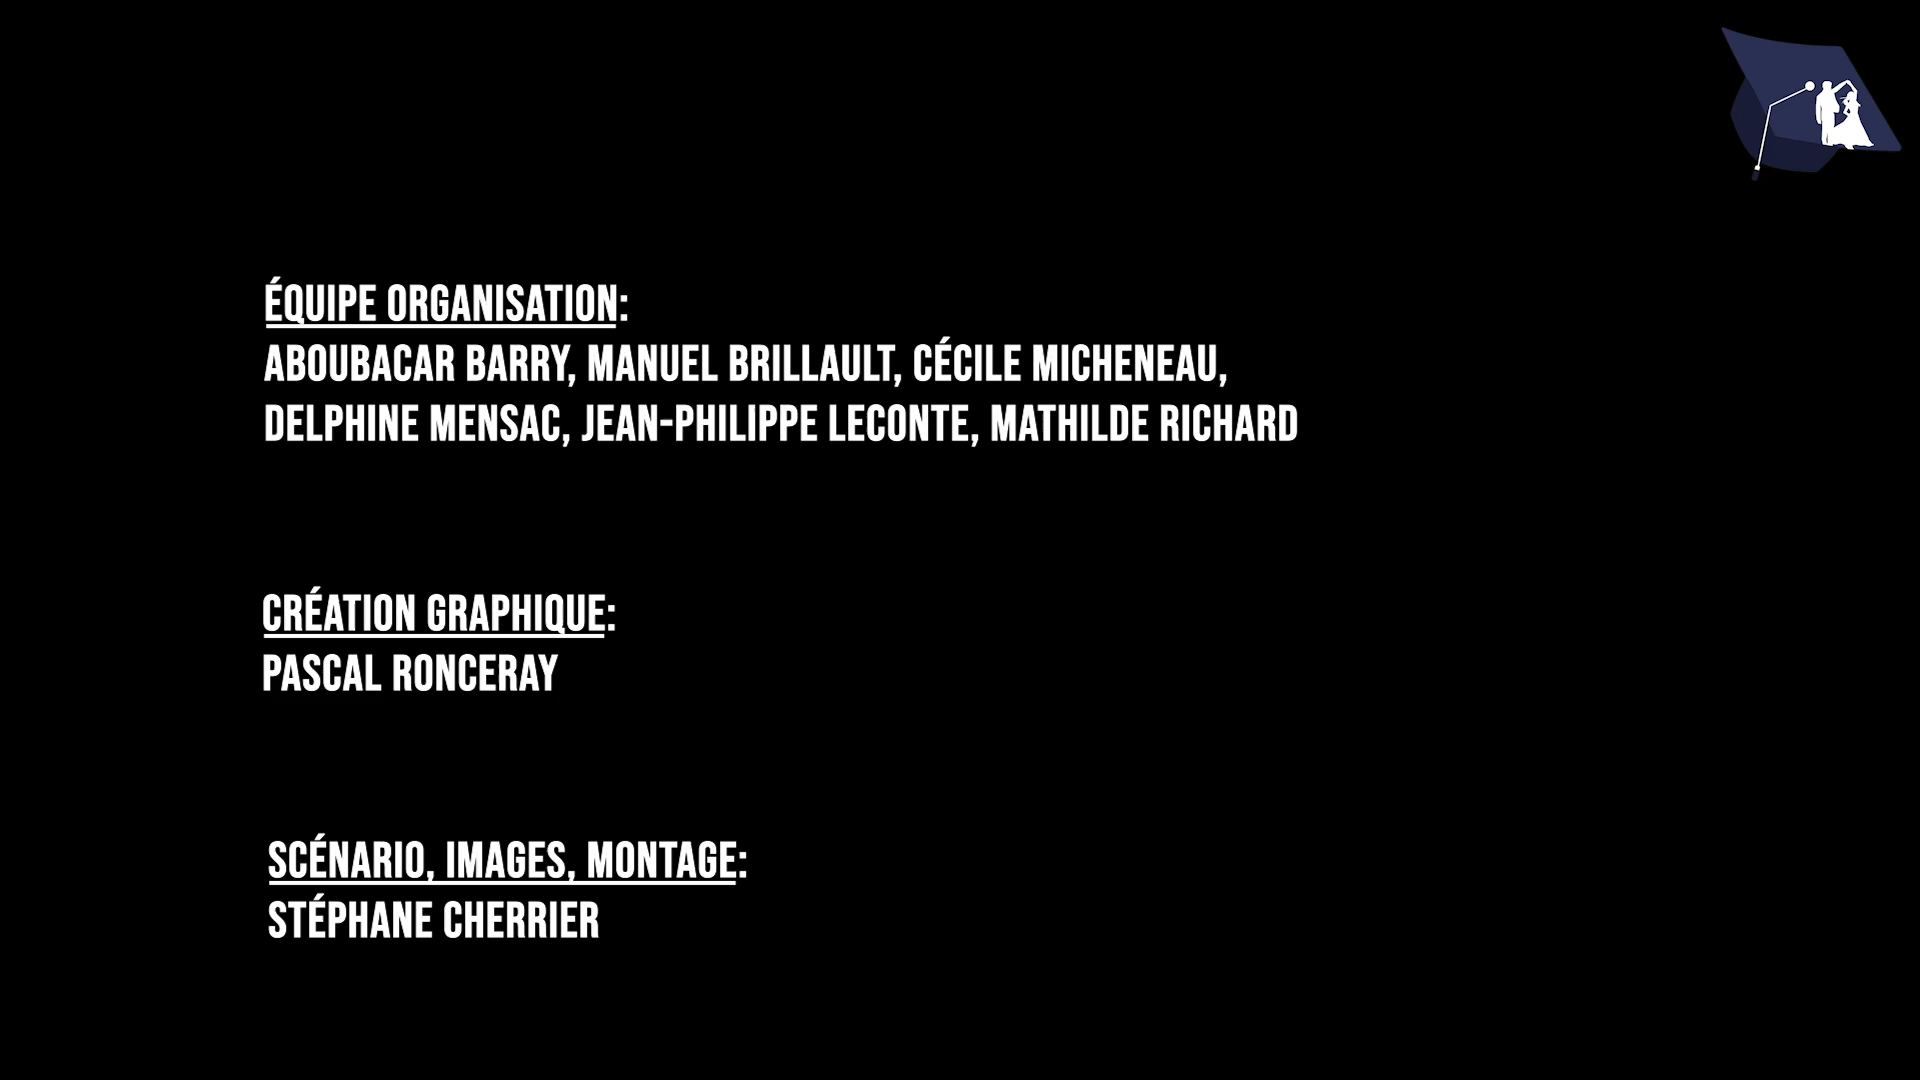 ÉQUIPE ORGANISATION:
ABOUBACAR BARRY, MANUEL BRILLAULT, CÉCILE MICHENEAU,
DELPHINE MENSAC, JEAN-PHILIPPE LECONTE, MATHILDE RICHARD
CRÉATION GRAPHIQUE:
PASCAL RONCERAY
SCÉNARIO, IMAGES, MONTAGE:
STÉPHANE CHERRIER